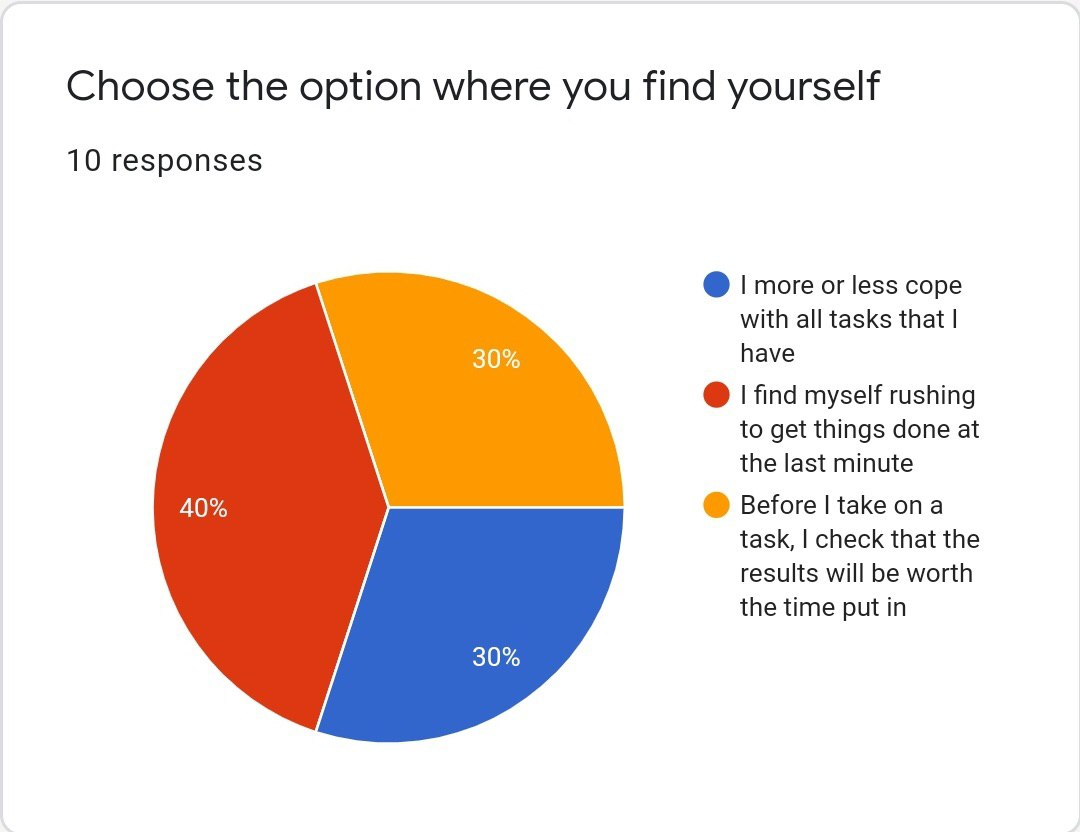 Choose the option where you find yourself
10 responses
30%
40%
30%
I more or less cope
with all tasks that I
have
I find myself rushing
to get things done at
the last minute
Before I take on a
task, I check that the
results will be worth
the time put in